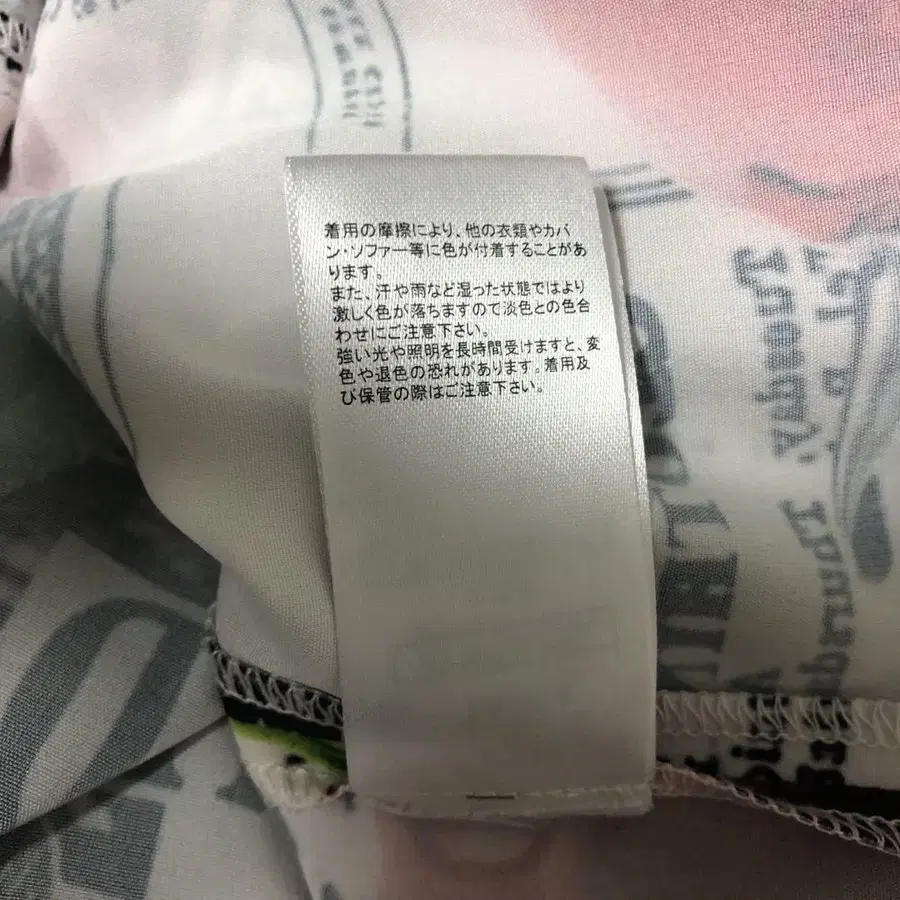 着用の摩擦により、他の衣類やカバ
ン・ソファー等に色が付着することがあ
ります。
また、汗や雨など湿った状態ではより
激しく色が落ちますので淡色との色合
わせにご注意下さい。
強い光や照明を長時間受けますと、変
色や退色の恐れがあります。着用及
び保管の際はご注意下さい。